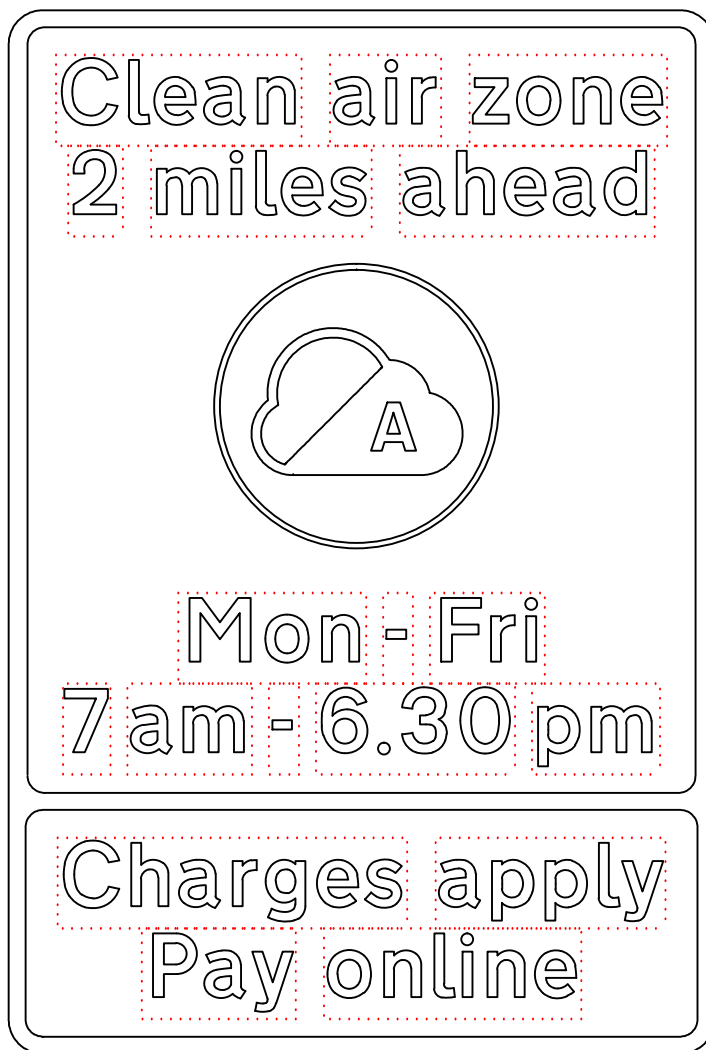 Clean air zone
2 miles ahead
A
Mon - Fri
7 am - 6.30 pm
Charges apply
Pay online